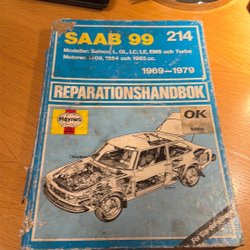 SAAB 99 214
Modeller: Saloon, L, GL, LC, LE, EMS och Turbo
Motorer: 1709, 1854 och 1985 cc.
1969–1979
REPARATIONSHANDBOK
Haynes
OK